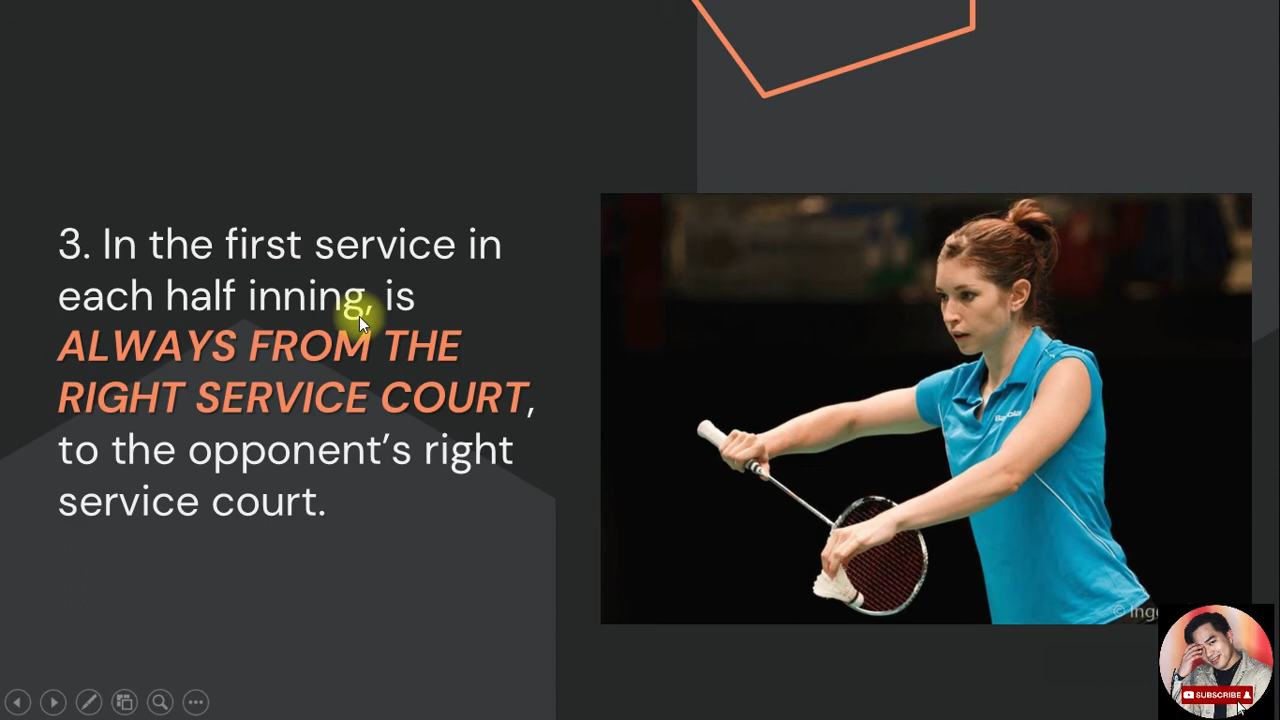 3. In the first service in
each half inning, is
ALWAYS FROM THE
RIGHT SERVICE COURT,
to the opponent’s right
service court.
SUBSCRIBE